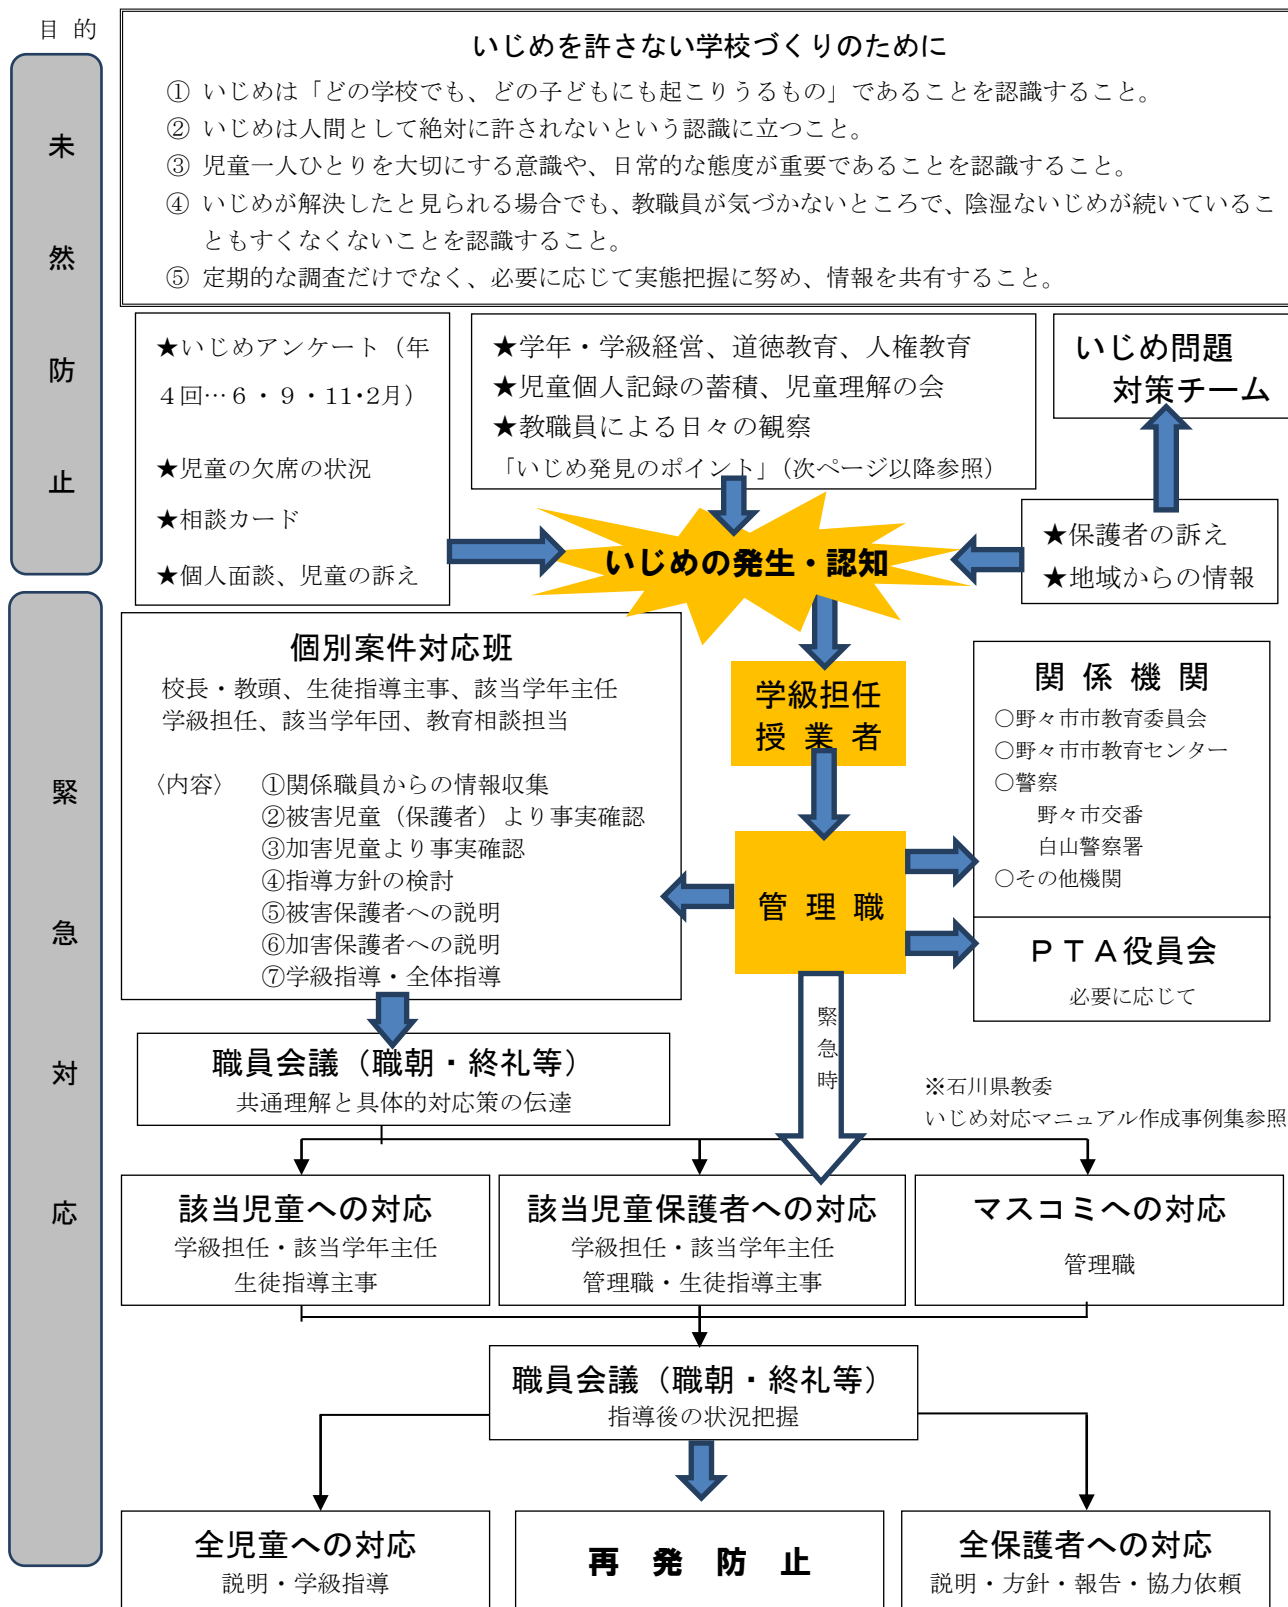 目 的
未然防止
いじめを許さない学校づくりのために
① いじめは「どの学校でも、どの子どもにも起こりうるもの」であることを認識すること。
② いじめは人間として絶対に許されないという認識に立つこと。
③ 児童一人ひとりを大切にする意識や、日常的な態度が重要であることを認識すること。
④ いじめが解決したと見られる場合でも、教職員が気づかないところで、陰湿ないじめが続いているこ
ともすくなくないことを認識すること。
⑤ 定期的な調査だけでなく、必要に応じて実態把握に努め、情報を共有すること。
★いじめアンケート（年
４回…６・９・11・2月）
★児童の欠席の状況
★相談カード
★個人面談、児童の訴え
★学年・学級経営、道徳教育、人権教育
★児童個人記録の蓄積、児童理解の会
★教職員による日々の観察
「いじめ発見のポイント」（次ページ以降参照）
いじめ問題
対策チーム
★保護者の訴え
★地域からの情報
いじめの発生・認知
緊急対応
個別案件対応班
校長・教頭、生徒指導主事、該当学年主任
学級担任、該当学年団、教育相談担当
〈内容〉 ①関係職員からの情報収集
②被害児童（保護者）より事実確認
③加害児童より事実確認
④指導方針の検討
⑤被害保護者への説明
⑥加害保護者への説明
⑦学級指導・全体指導
学級担任
授 業 者
管 理 職
関 係 機 関
○野々市市教育委員会
○野々市市教育センター
○警察
野々市交番
白山警察署
○その他機関
ＰＴＡ役員会
必要に応じて
緊急時
職員会議（職朝・終礼等）
共通理解と具体的対応策の伝達
※石川県教委
いじめ対応マニュアル作成事例集参照
該当児童への対応
学級担任・該当学年主任
生徒指導主事
該当児童保護者への対応
学級担任・該当学年主任
管理職・生徒指導主事
マスコミへの対応
管理職
職員会議（職朝・終礼等）
指導後の状況把握
全児童への対応
説明・学級指導
再 発 防 止
全保護者への対応
説明・方針・報告・協力依頼